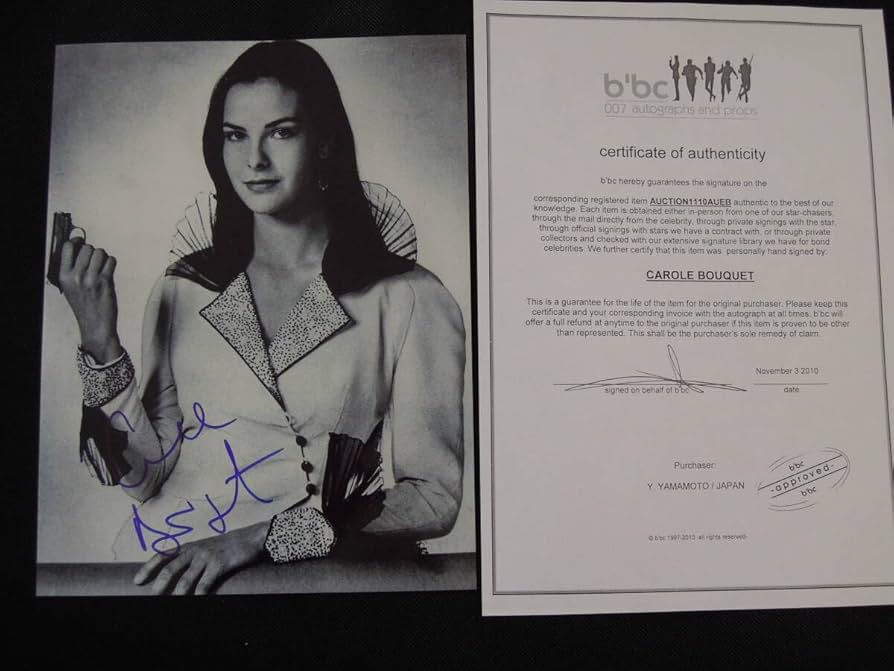 b'bc
007 autographs and props
certificate of authenticity
b'bc hereby guarantees the signature on the
corresponding registered item AUCTION1110AUEB authentic to the best of our
knowledge. Each item is obtained either in-person from one of our star-chasers,
through the mail directly from the celebrity, through private signings with the star,
through official signings with stars we have a contract with, or through private
collectors and checked with our extensive signature library we have for bond
celebrities. We further certify that this item was personally hand signed by:
CAROLE BOUQUET
This is a guarantee for the life of the item for the original purchaser. Please keep this
certificate and your corresponding invoice with the autograph at all times. b'bc will
offer a full refund at anytime to the original purchaser if this item is proven to be other
than represented. This shall be the purchaser's sole remedy of claim.
November 3 2010
signed on behalf of b'bc
date
Purchaser:
Y. YAMAMOTO / JAPAN
b'bc
-approved-
b'bc
© b'bc 1997-2010 all rights reserved